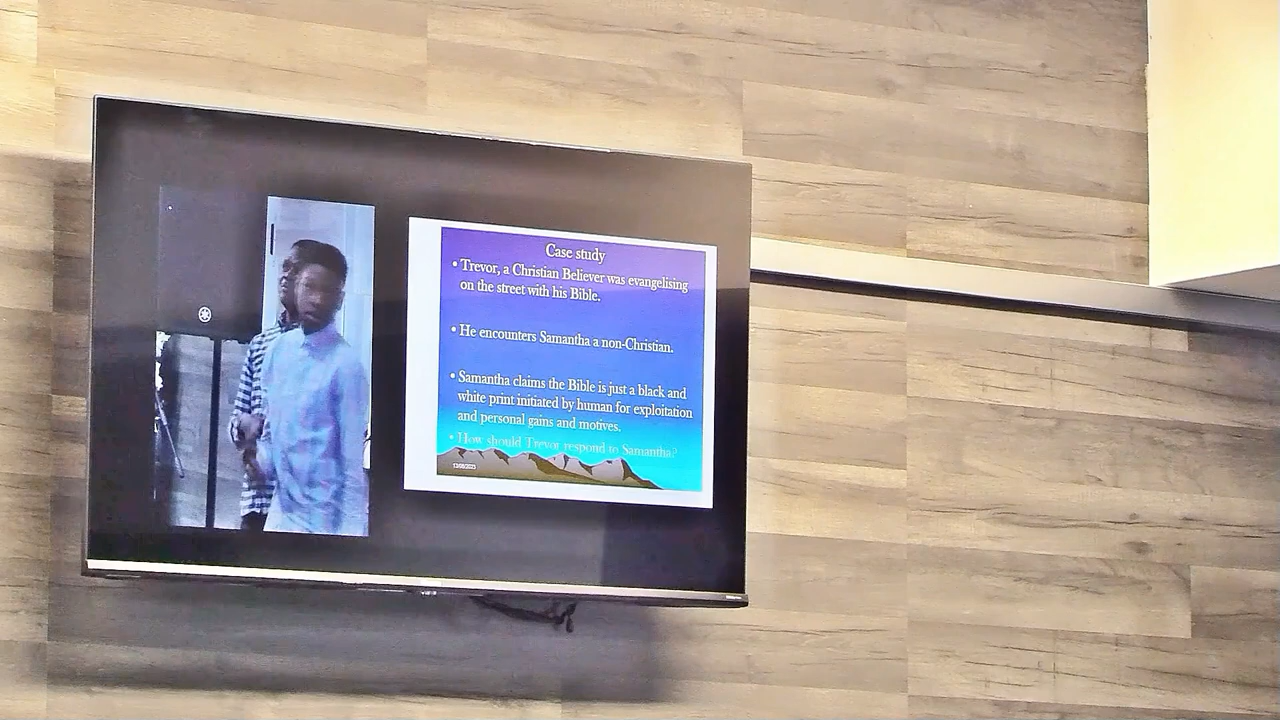 Case study
• Trevor, a Christian Believer was evangelising
on the street with his Bible.
• He encounters Samantha a non-Christian.
• Samantha claims the Bible is just a black and
white print initiated by human for exploitation
and personal gains and motives.
• How should Trevor respond to Samantha?